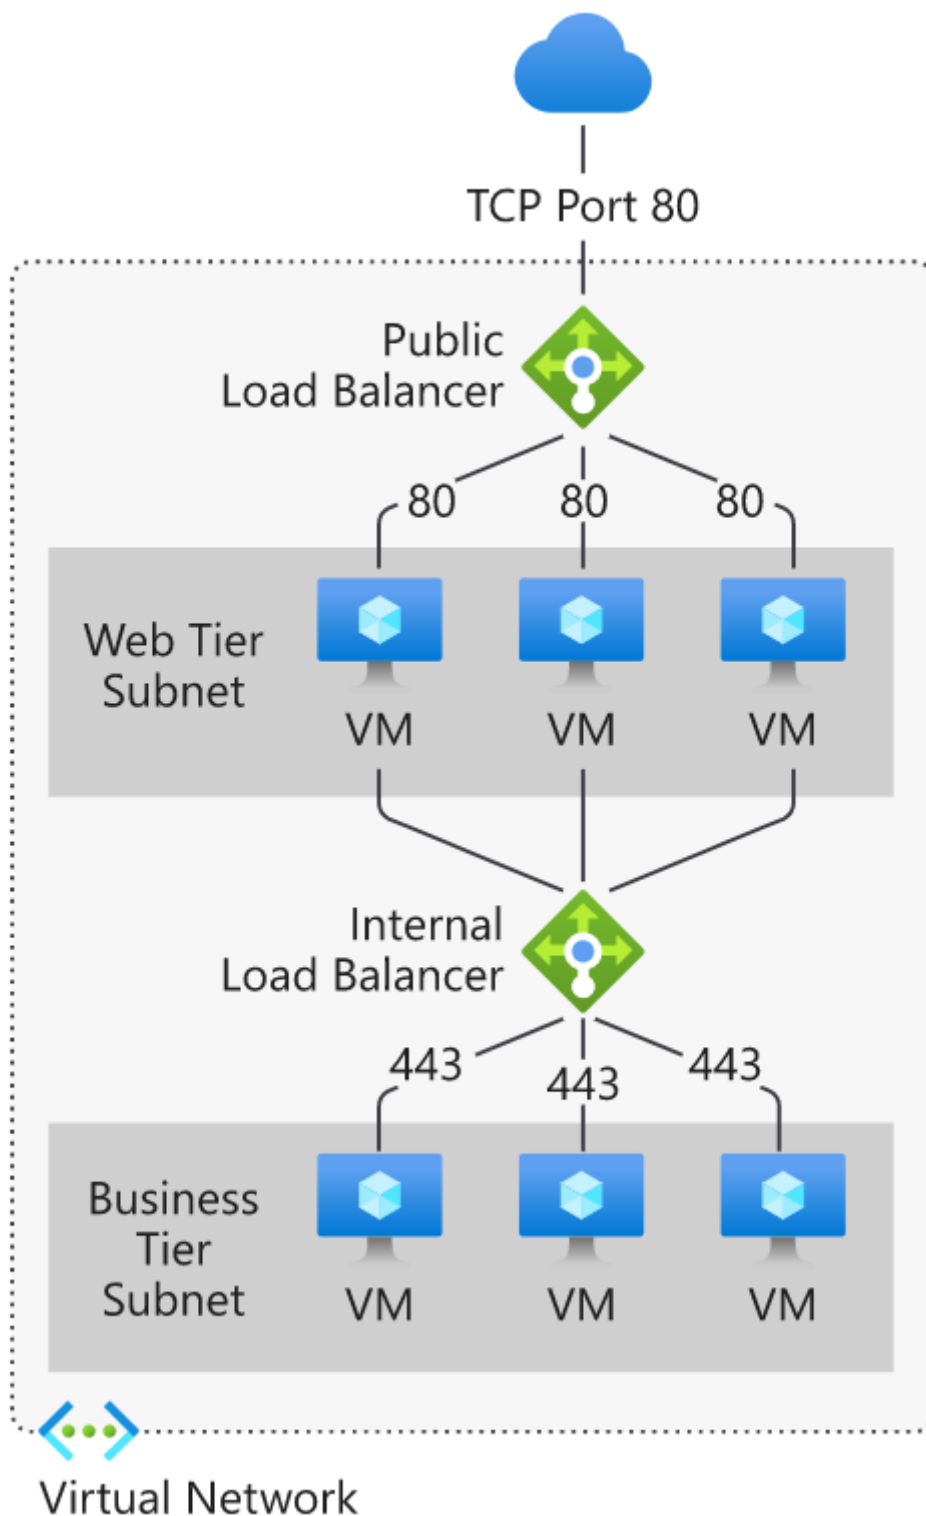 TCP Port 80
Public
Load Balancer
80
80
80
Web Tier
Subnet
VM
VM
VM
Internal
Load Balancer
443
443
443
Business
Tier
Subnet
VM
VM
VM
Virtual Network